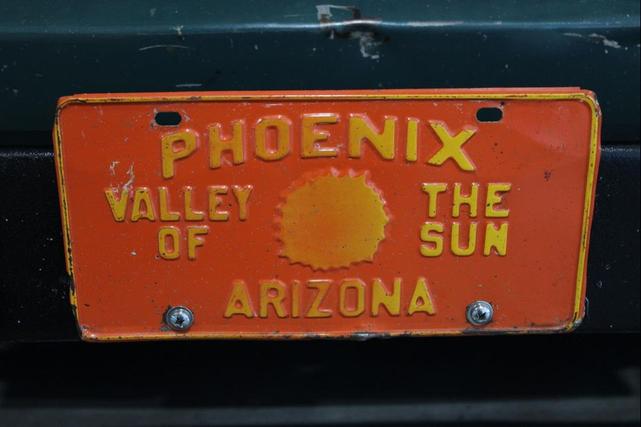 PHOENIX
VALLEY OF
THE SUN
ARIZONA